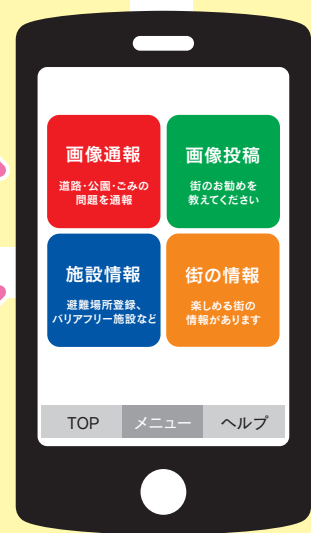 画像通報
道路・公園・ごみの
問題を通報
画像投稿
街のお勧めを
教えてください
施設情報
避難場所登録、
バリアフリー施設など
街の情報
楽しめる街の
情報があります
TOP
メニュー
ヘルプ